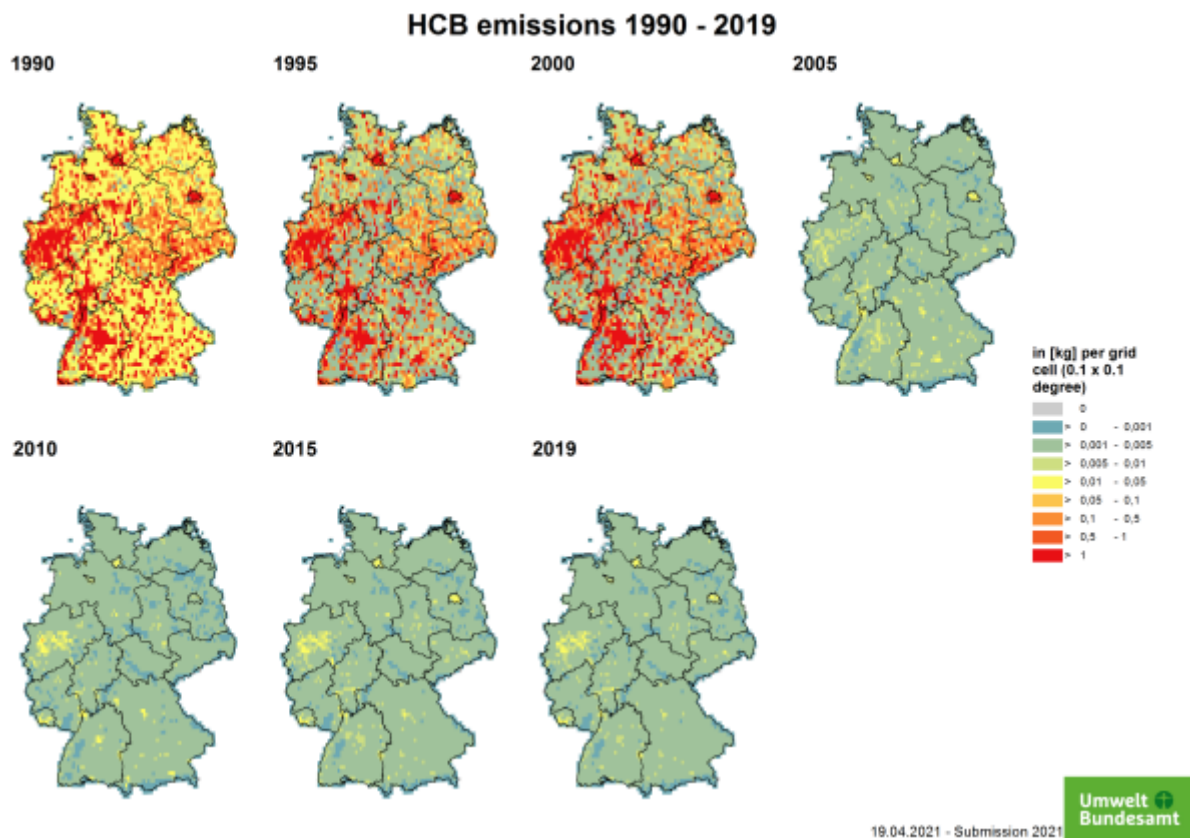 HCB emissions 1990 - 2019
1990
1995
2000
2005
in [kg] per grid
cell (0.1 x 0.1
degree)
0
> 0 - 0,001
> 0,001 - 0,005
> 0,005 - 0,01
> 0,01 - 0,05
> 0,05 - 0,1
> 0,1 - 0,5
> 0,5 - 1
> 1
2010
2015
2019
Umwelt
Bundesamt
19.04.2021 - Submission 2021